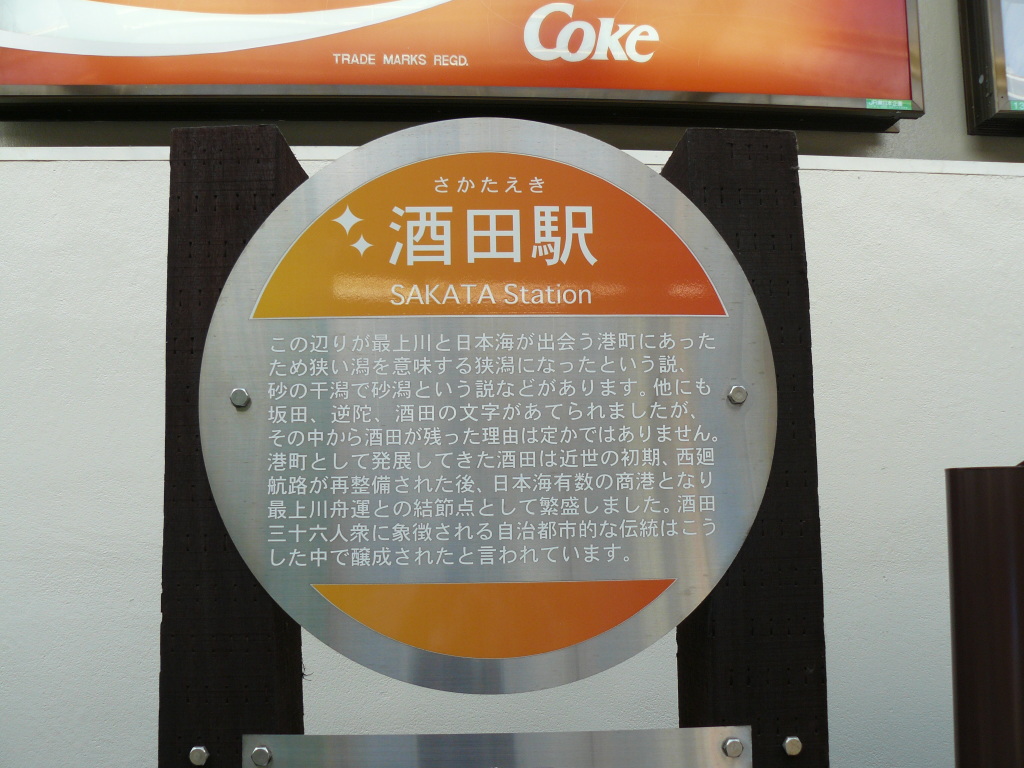 TRADE MARKS REGD.
Coke
さかたえき
酒田駅
SAKATA Station
この辺りが最上川と日本海が出会う港町にあった
ため狭い潟を意味する狭潟になったという説、
砂の干潟で砂潟という説などがあります。他にも
坂田、逆陀、酒田の文字があてられましたが、
その中から酒田が残った理由は定かではありません。
港町として発展してきた酒田は近世の初期、西廻
航路が再整備された後、日本海有数の商港となり
最上川舟運との結節点として繁盛しました。酒田
三十六人衆に象徴される自治都市的な伝統はこう
した中で醸成されたと言われています。